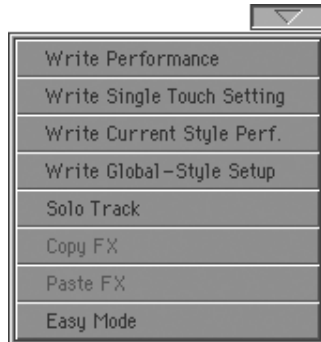 Write Performance
Write Single Touch Setting
Write Current Style Perf.
Write Global-Style Setup
Solo Track
Copy FX
Paste FX
Easy Mode